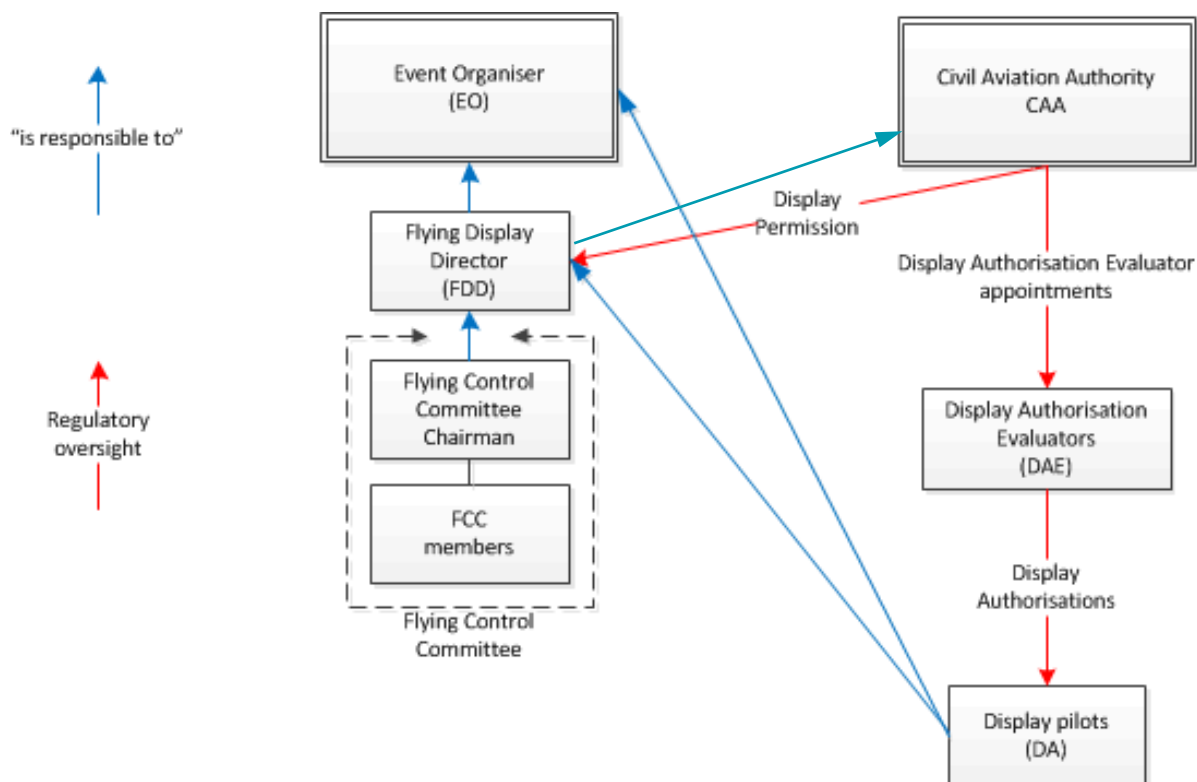 Event Organiser
(EO)
Civil Aviation Authority
CAA
“is responsible to”
Display
Permission
Flying Display
Director
(FDD)
Display Authorisation Evaluator
appointments
Flying Control
Committee
Chairman
Regulatory
oversight
Display Authorisation
Evaluators
(DAE)
FCC
members
Flying Control
Committee
Display
Authorisations
Display pilots
(DA)